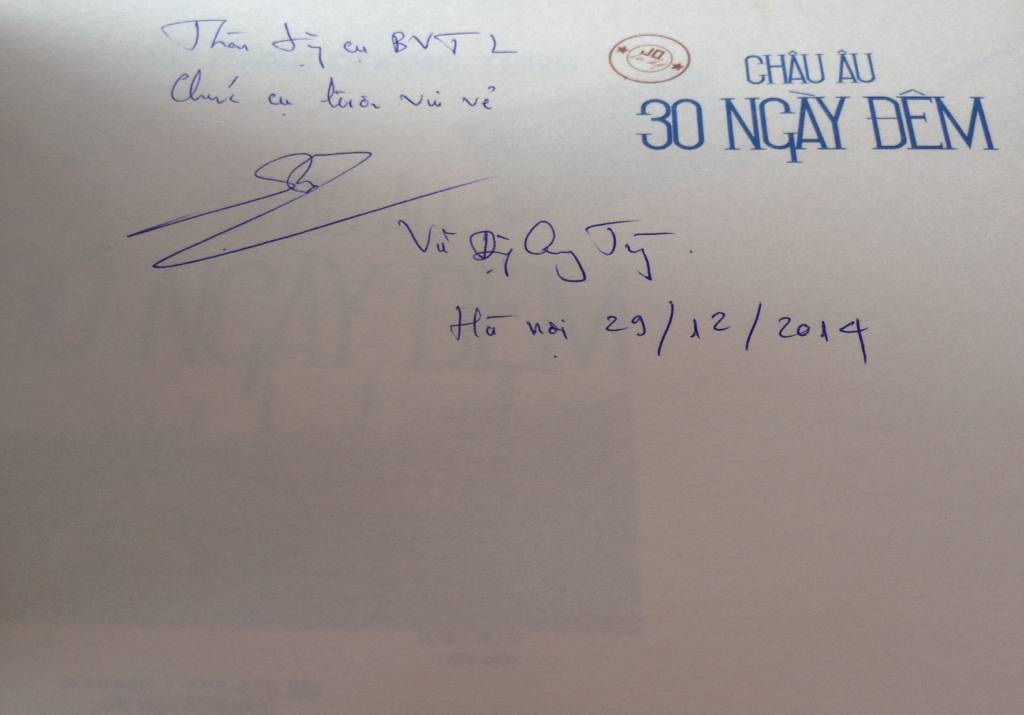 Thân tặng cụ BVTL
Chúc cụ luôn vui vẻ
CHÂU ÂU
30 NGÀY ĐÊM
Hà nội 29/12/2014